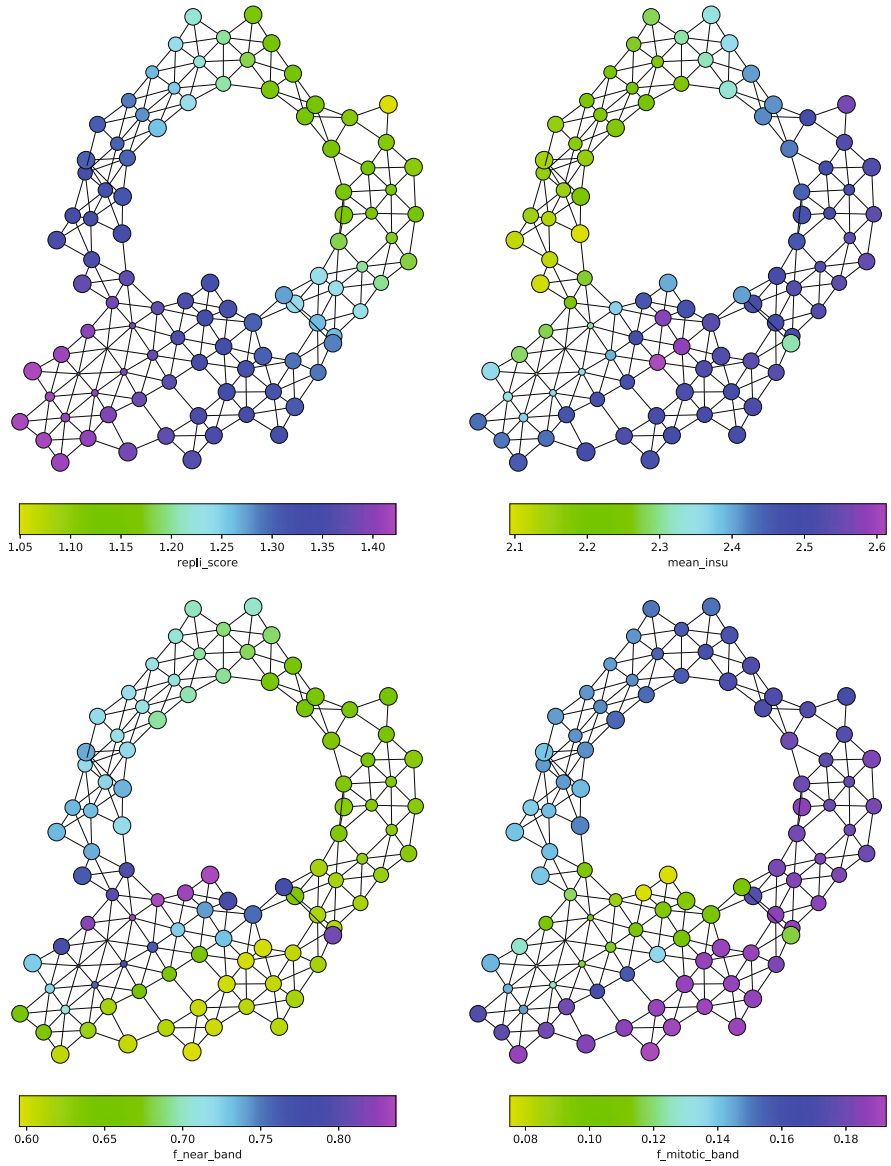 1.05 1.10 1.15 1.20 1.25 1.30 1.35 1.40
repli_score
2.1 2.2 2.3 2.4 2.5 2.6
mean_insu
0.60 0.65 0.70 0.75 0.80
f_near_band
0.08 0.10 0.12 0.14 0.16 0.18
f_mitotic_band